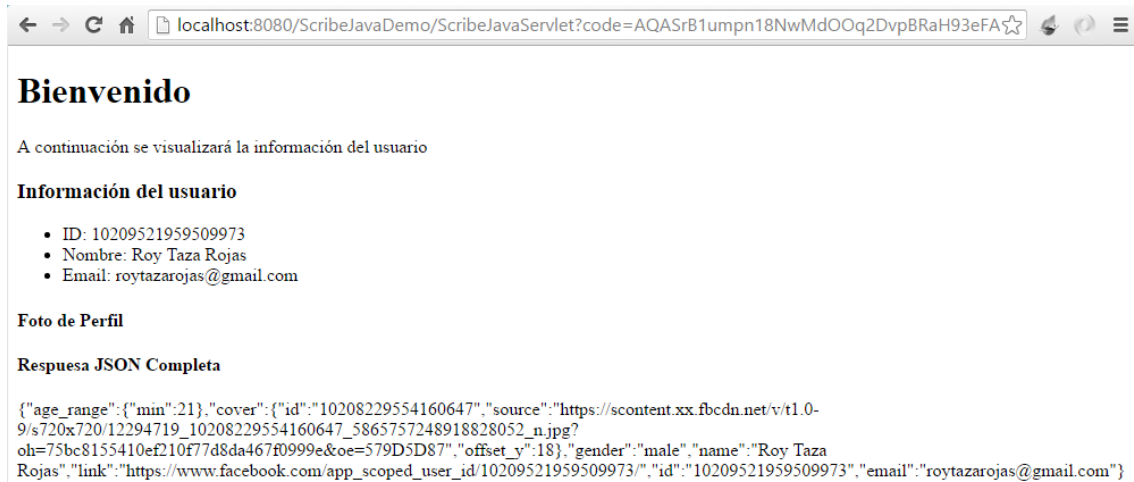 localhost:8080/ScribeJavaDemo/ScribeJavaServlet?code=AQASrB1umpn18NwMdOOq2DvpBRaH93eFA
Bienvenido
A continuación se visualizará la información del usuario
Información del usuario
• ID: 10209521959509973
• Nombre: Roy Taza Rojas
• Email: roytazarojas@gmail.com
Foto de Perfil
Respuesa JSON Completa
{"age_range":{"min":21},"cover":{"id":"10208229554160647","source":"https://scontent.xx.fbcdn.net/v/t1.0-
9/s720x720/12294719_10208229554160647_5865757248918828052_n.jpg?
oh=75bc8155410ef210f77d8da467f0999e&oe=579D5D87","offset_y":18},"gender":"male","name":"Roy Taza
Rojas","link":"https://www.facebook.com/app_scoped_user_id/10209521959509973/","id":"10209521959509973","email":"roytazarojas@gmail.com"}